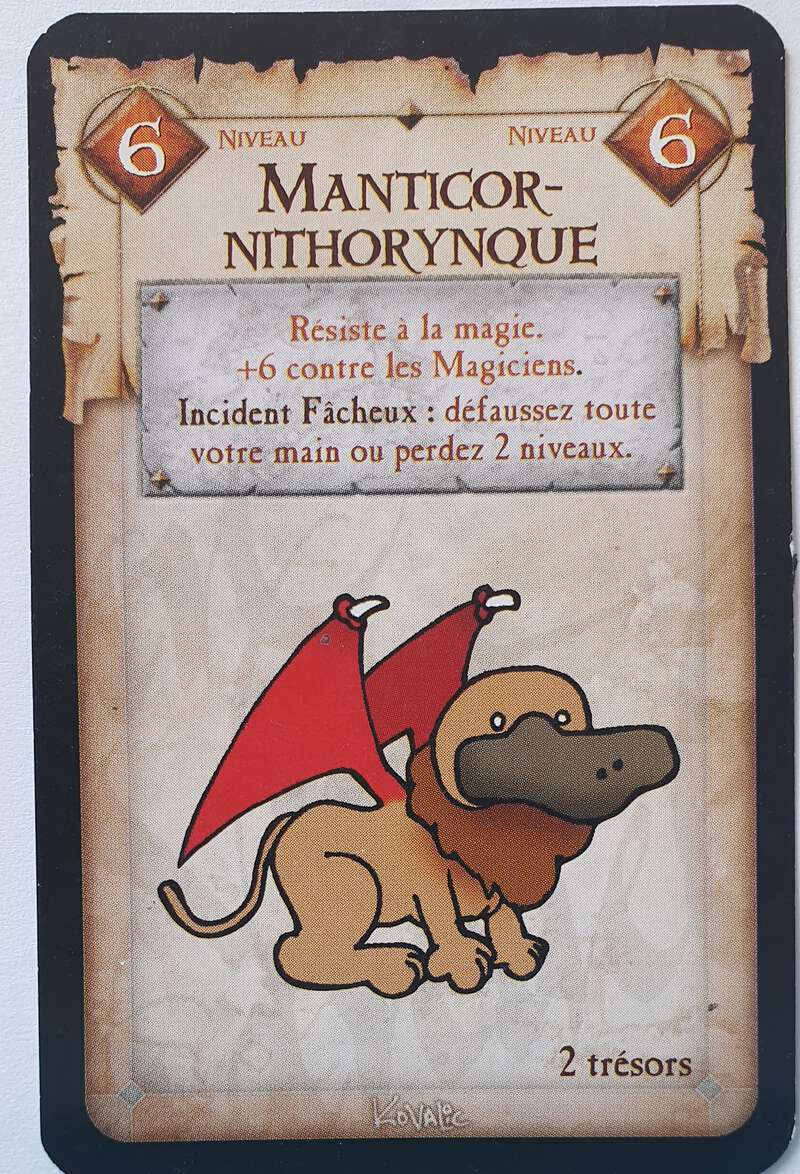 6 NIVEAU NIVEAU 6
MANTICOR-
NITHORYNQUE
Résiste à la magie.
+6 contre les Magiciens.
Incident Fâcheux : défaussez toute
votre main ou perdez 2 niveaux.
2 trésors
KOVALIC